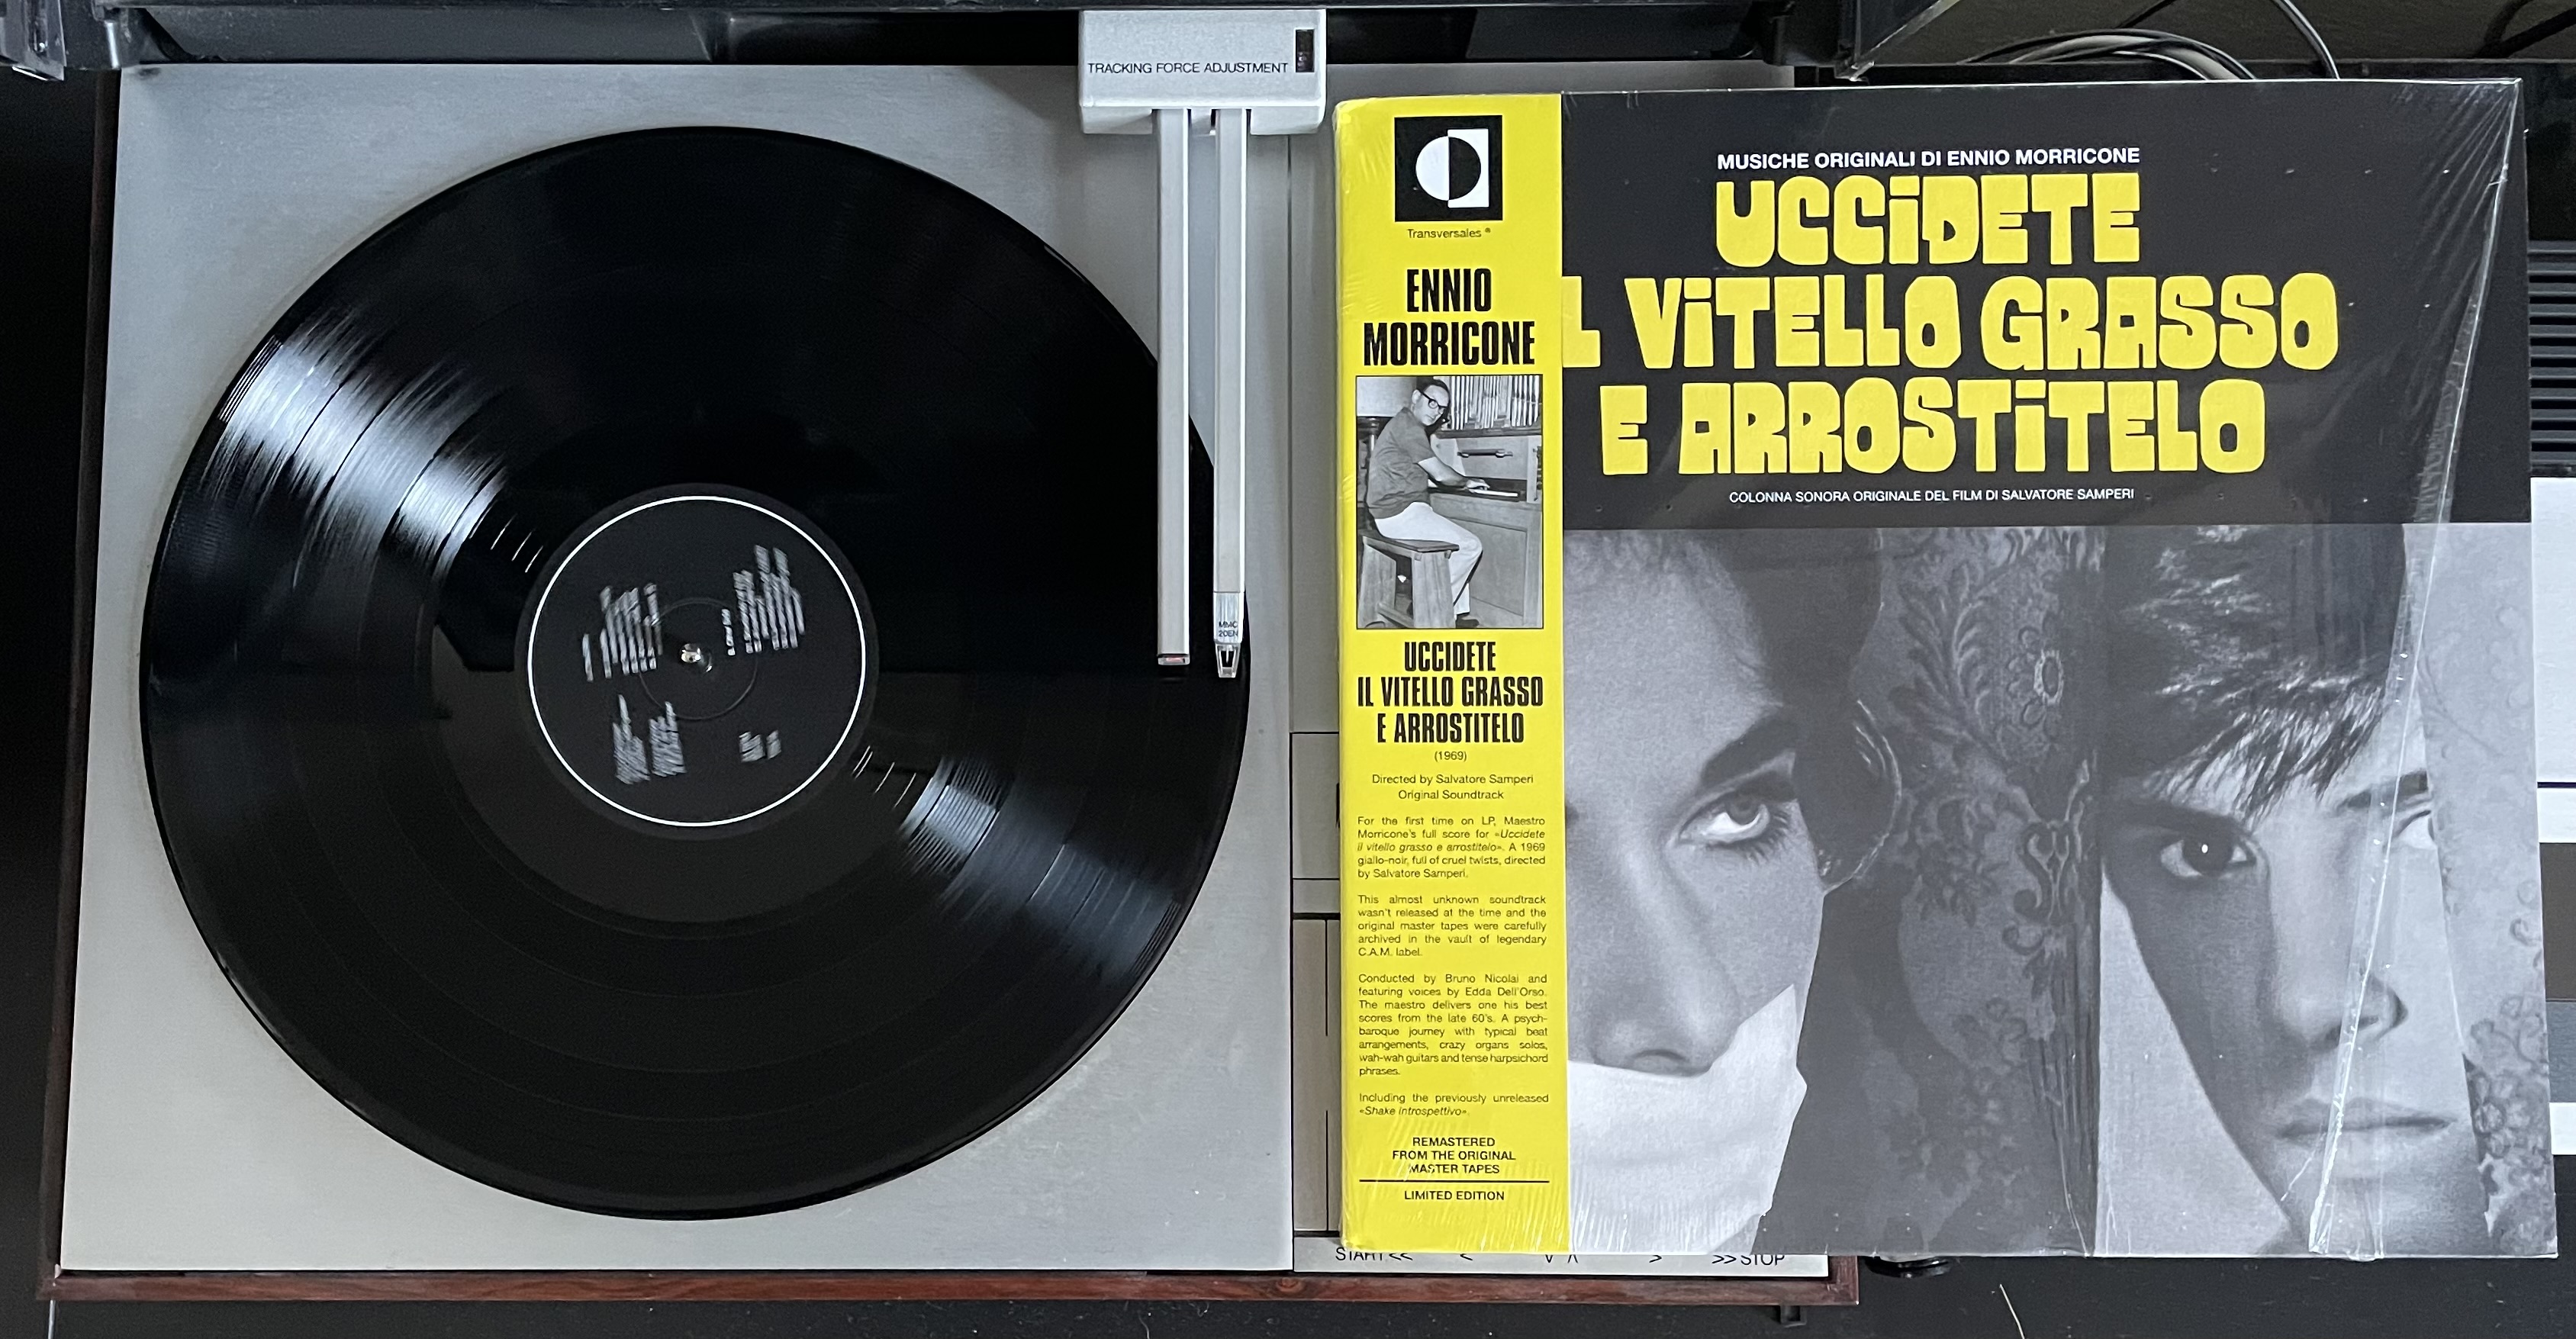 TRACKING FORCE ADJUSTMENT
MMC
20EN
Transversales ®
ENNIO
MORRICONE
UCCIDETE
IL VITELLO GRASSO
E ARROSTITELO
(1969)
Directed by Salvatore Samperi
Original Soundtrack
For the first time on LP, Maestro
Morricone's full score for «Uccidete
il vitello grasso e arrostitelo». A 1969
giallo-noir, full of cruel twists, directed
by Salvatore Samperi.
This almost unknown soundtrack
wasn't released at the time and the
original master tapes were carefully
archived in the vault of legendary
C.A.M. label.
Conducted by Bruno Nicolai and
featuring voices by Edda Dell'Orso.
The maestro delivers one his best
scores from the late 60's. A psych-
baroque journey with typical beat
arrangements, crazy organs solos,
wah-wah guitars and tense harpsichord
phrases.
Including the previously unreleased
«Shake introspettivo».
REMASTERED
FROM THE ORIGINAL
MASTER TAPES
LIMITED EDITION
MUSICHE ORIGINALI DI ENNIO MORRICONE
UCCiDETE
L ViTELLO GRASSO
E ARROSTiTELO
COLONNA SONORA ORIGINALE DEL FILM DI SALVATORE SAMPERI
START << < ∨ ∧ > >> STOP